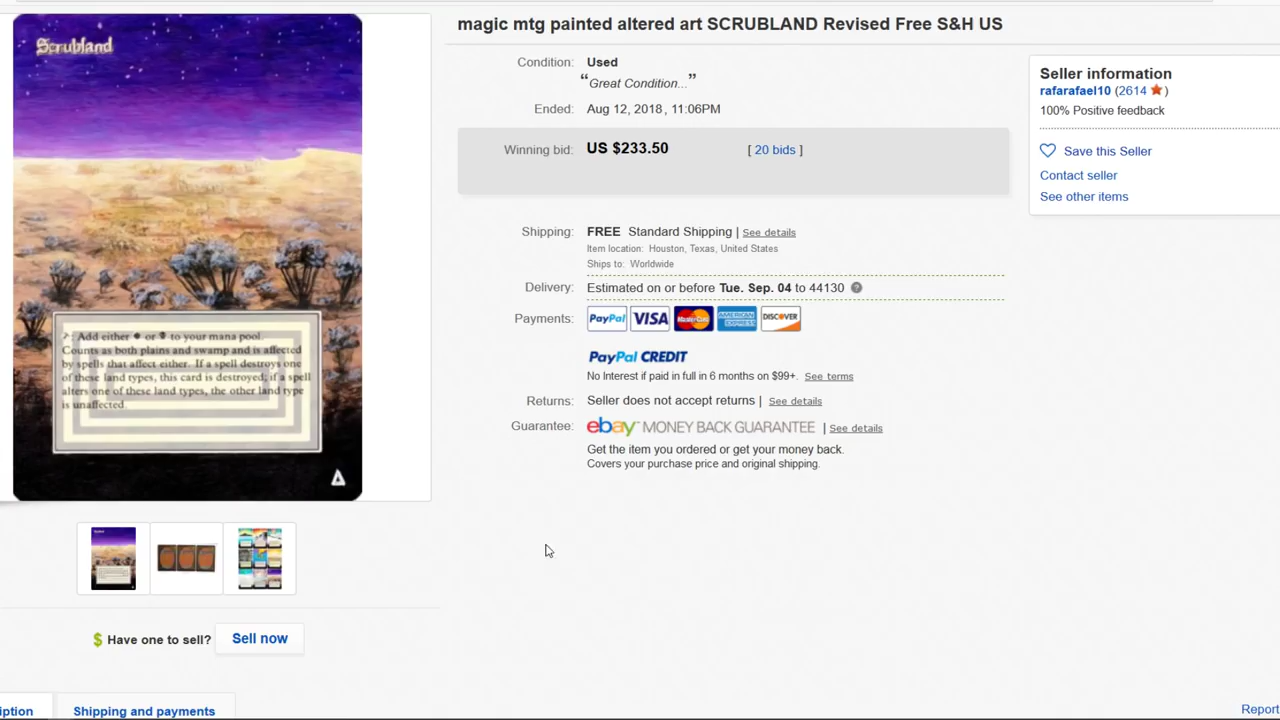 magic mtg painted altered art SCRUBLAND Revised Free S&H US
Scrubland
: Add either or to your mana pool.
Counts as both plains and swamp and is affected
by spells that affect either. If a spell destroys one
of these land types, this card is destroyed; if a spell
alters one of these land types, the other land type
is unaffected.
Condition: Used
“Great Condition...”
Ended: Aug 12, 2018 , 11:06PM
Winning bid: US $233.50 [ 20 bids ]
Shipping: FREE Standard Shipping | See details
Item location: Houston, Texas, United States
Ships to: Worldwide
Delivery: Estimated on or before Tue. Sep. 04 to 44130 ?
Payments: PayPal VISA MasterCard AMERICAN EXPRESS DISCOVER
PayPal CREDIT
No Interest if paid in full in 6 months on $99+. See terms
Returns: Seller does not accept returns | See details
Guarantee: ebay MONEY BACK GUARANTEE | See details
Get the item you ordered or get your money back.
Covers your purchase price and original shipping.
Seller information
rafarafael10 (2614 )
100% Positive feedback
Save this Seller
Contact seller
See other items
$ Have one to sell? Sell now
iption
Shipping and payments
Report